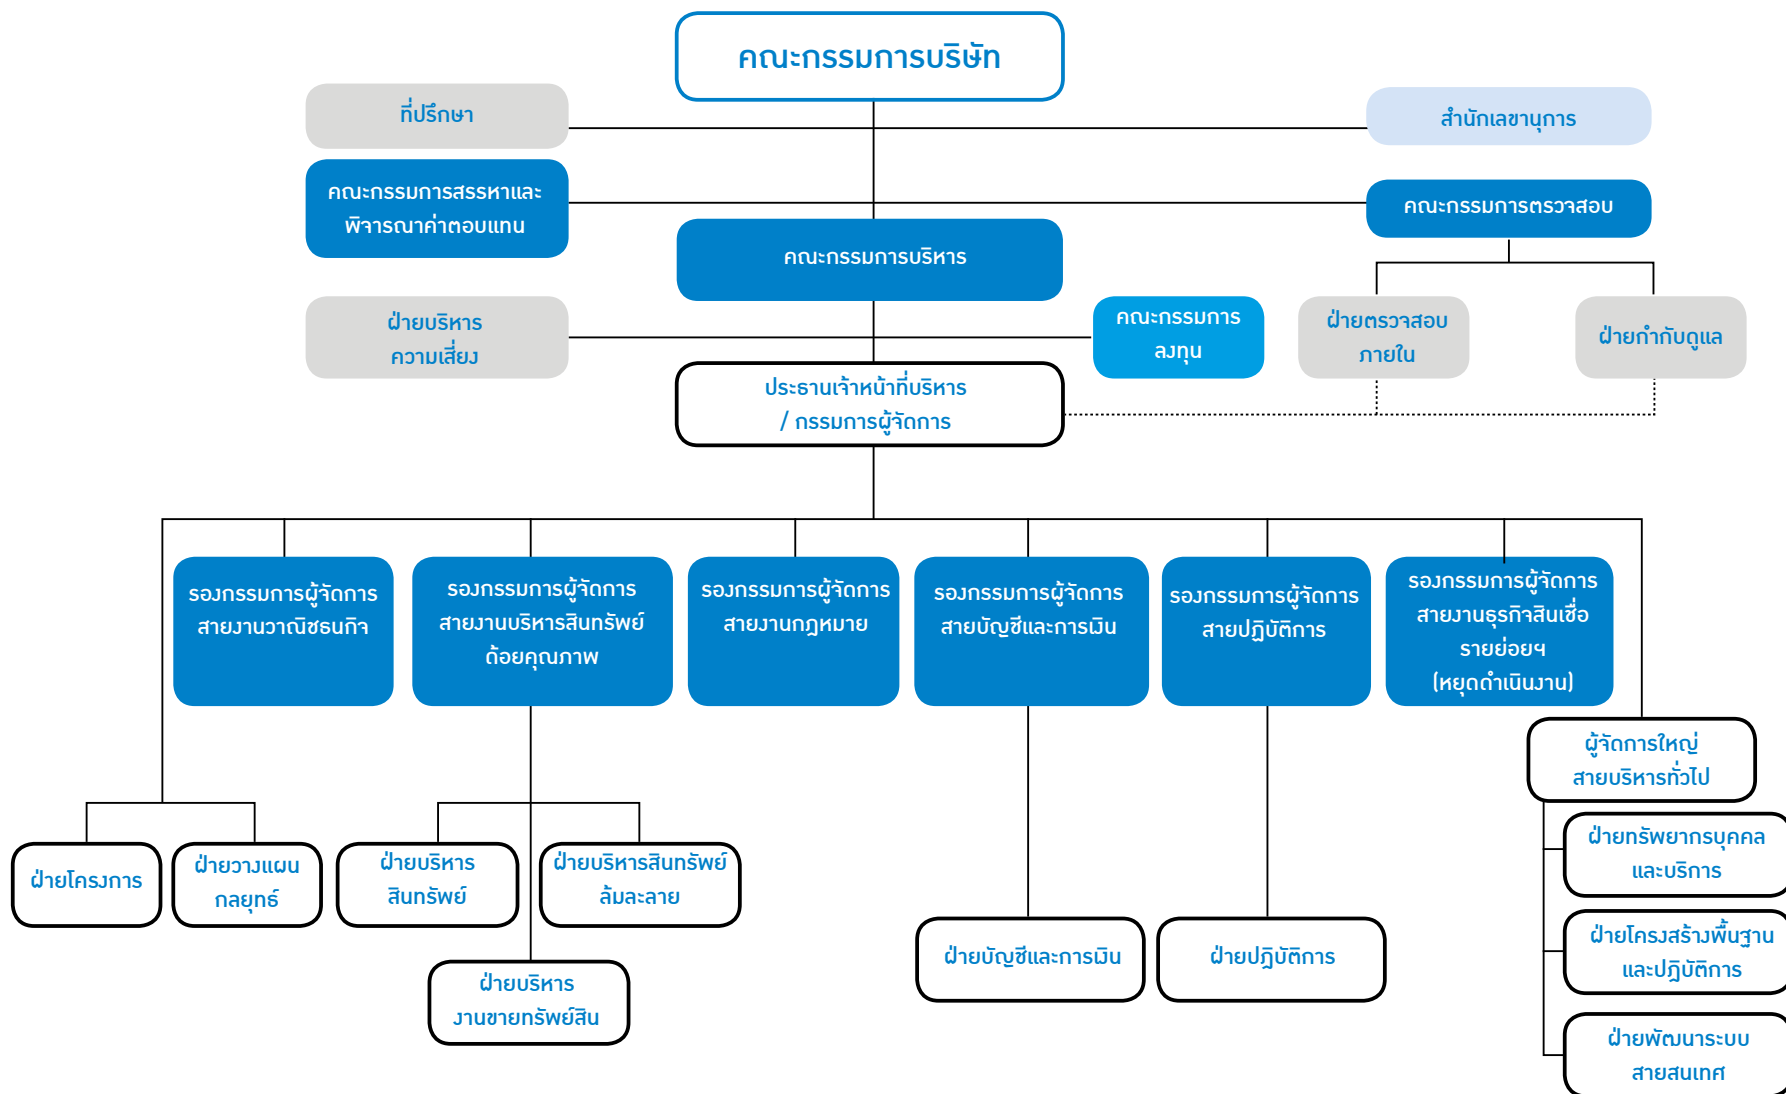 คณะกรรมการบริษัท
ที่ปรึกษา
สำนักเลขานุการ
คณะกรรมการสรรหาและ
พิจารณาค่าตอบแทน
คณะกรรมการตรวจสอบ
คณะกรรมการบริหาร
ฝ่ายบริหาร
ความเสี่ยง
คณะกรรมการ
ลงทุน
ฝ่ายตรวจสอบ
ภายใน
ฝ่ายกำกับดูแล
ประธานเจ้าหน้าที่บริหาร
/ กรรมการผู้จัดการ
รองกรรมการผู้จัดการ
สายงานวาณิชธนกิจ
รองกรรมการผู้จัดการ
สายงานบริหารสินทรัพย์
ด้อยคุณภาพ
รองกรรมการผู้จัดการ
สายงานกฎหมาย
รองกรรมการผู้จัดการ
สายบัญชีและการเงิน
รองกรรมการผู้จัดการ
สายปฏิบัติการ
รองกรรมการผู้จัดการ
สายงานธุรกิจสินเชื่อ
รายย่อยฯ
(หยุดดำเนินงาน)
ผู้จัดการใหญ่
สายบริหารทั่วไป
ฝ่ายโครงการ
ฝ่ายวางแผน
กลยุทธ์
ฝ่ายบริหาร
สินทรัพย์
ฝ่ายบริหารสินทรัพย์
ล้มละลาย
ฝ่ายบริหาร
งานขายทรัพย์สิน
ฝ่ายบัญชีและการเงิน
ฝ่ายปฏิบัติการ
ฝ่ายทรัพยากรบุคคล
และบริการ
ฝ่ายโครงสร้างพื้นฐาน
และปฏิบัติการ
ฝ่ายพัฒนาระบบ
สายสนเทศ